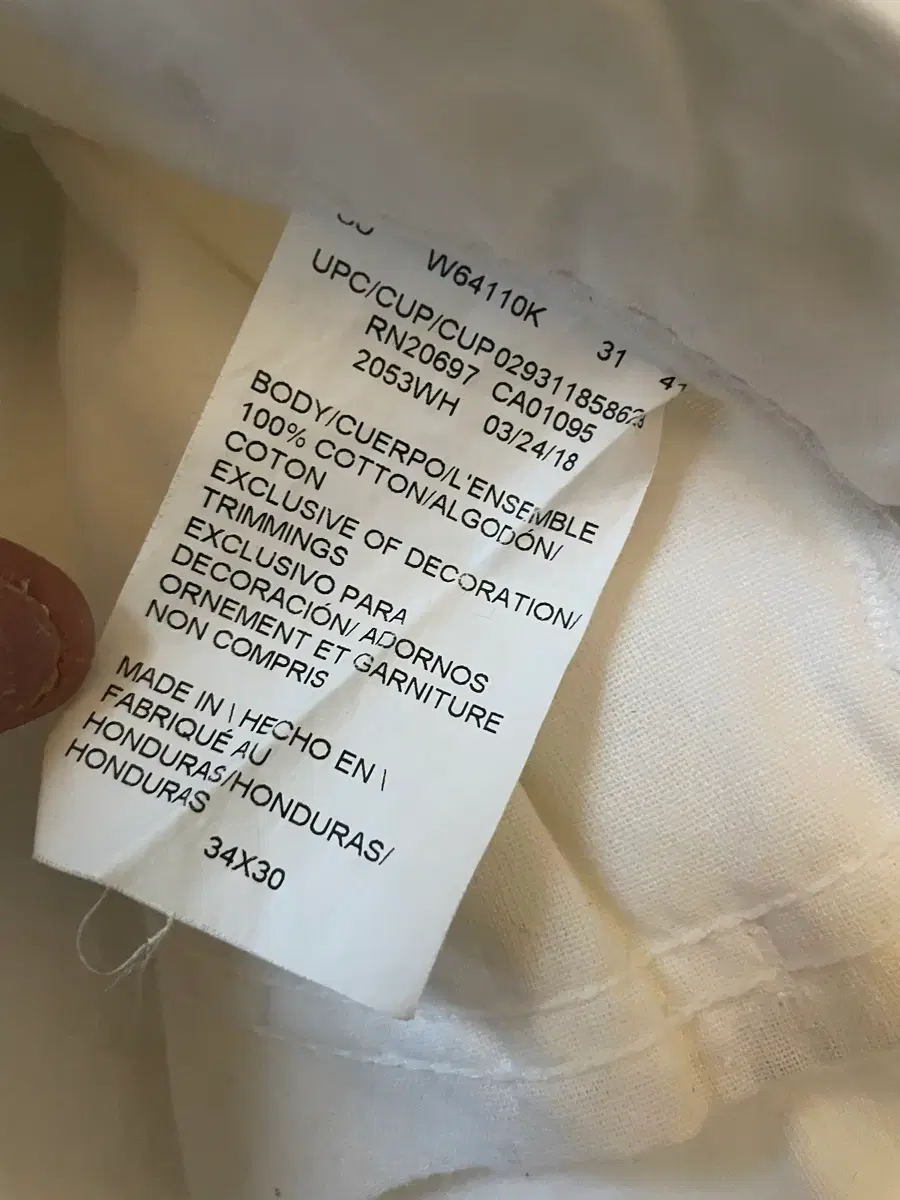 W64110K 31 41
UPC/CUP/CUP 029311858623
RN20697 CA01095
2053WH 03/24/18
BODY/CUERPO/L'ENSEMBLE
100% COTTON/ALGODÓN/
COTON
EXCLUSIVE OF DECORATION/
TRIMMINGS
EXCLUSIVO PARA
DECORACIÓN/ ADORNOS
ORNEMENT ET GARNITURE
NON COMPRIS
MADE IN \ HECHO EN \
FABRIQUÉ AU
HONDURAS/HONDURAS/
HONDURAS
34X30